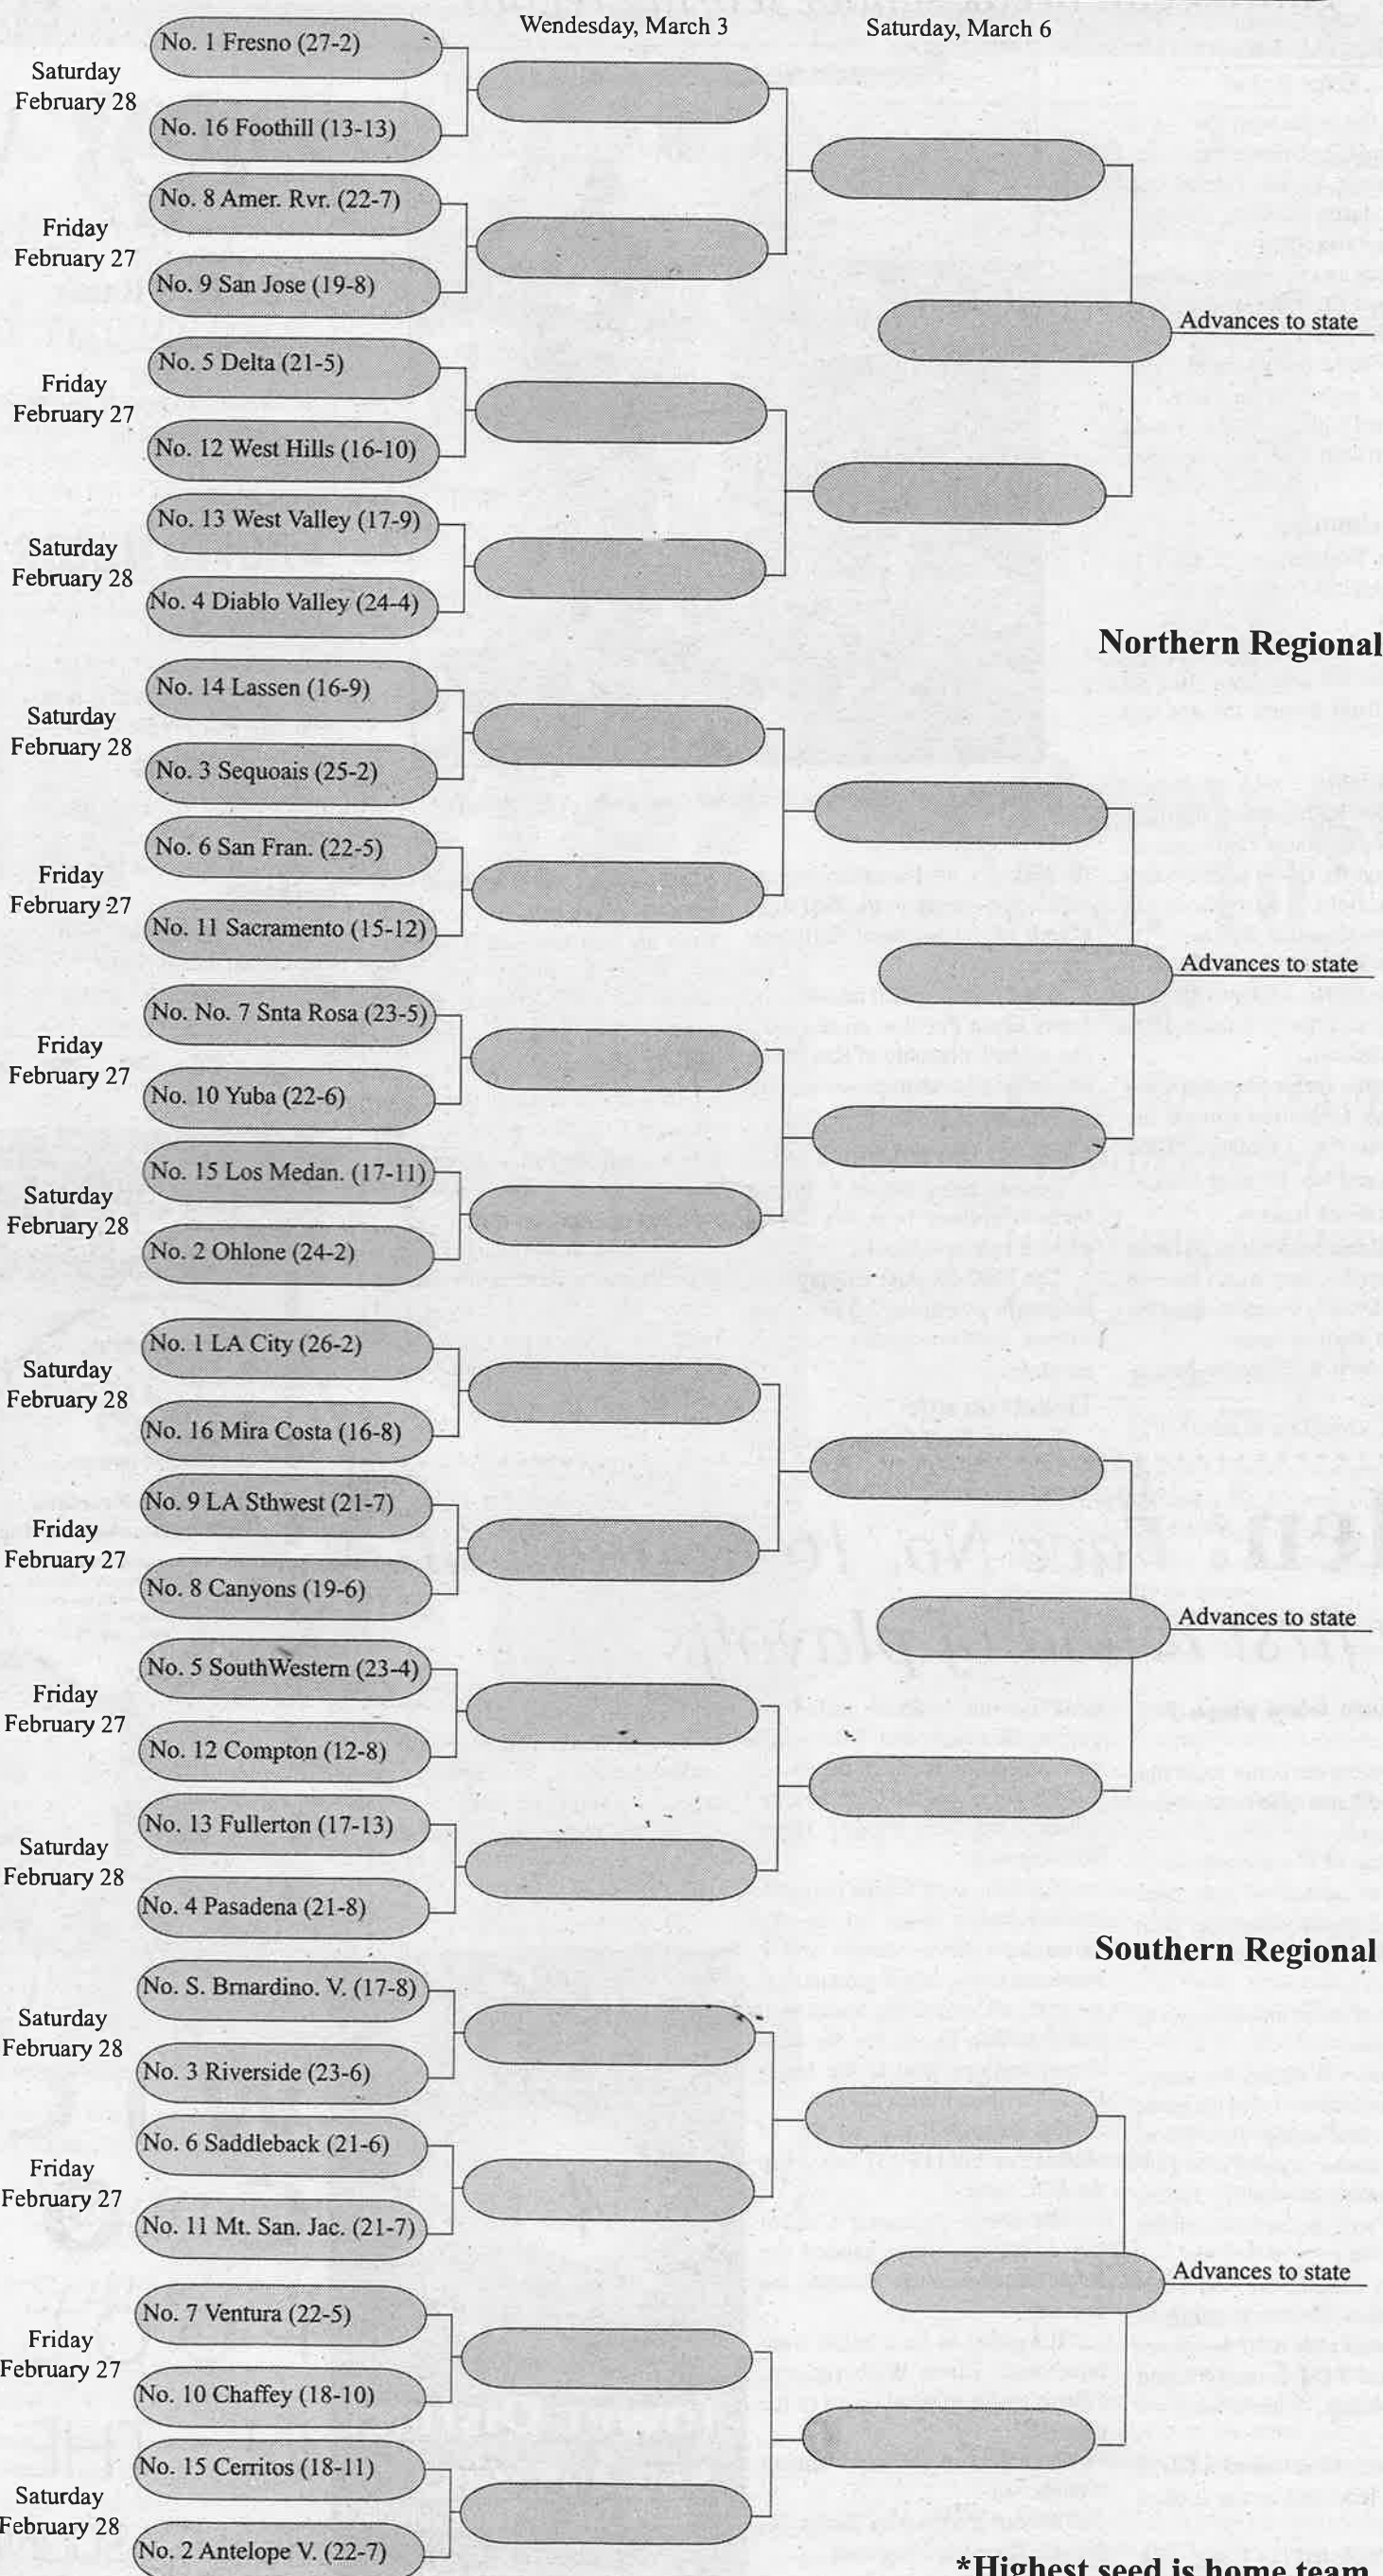 Wendesday, March 3
Saturday, March 6
Saturday
February 28
No. 1 Fresno (27-2)
No. 16 Foothill (13-13)
Friday
February 27
No. 8 Amer. Rvr. (22-7)
No. 9 San Jose (19-8)
Advances to state
Friday
February 27
No. 5 Delta (21-5)
No. 12 West Hills (16-10)
Saturday
February 28
No. 13 West Valley (17-9)
No. 4 Diablo Valley (24-4)
Northern Regional
Saturday
February 28
No. 14 Lassen (16-9)
No. 3 Sequoais (25-2)
Friday
February 27
No. 6 San Fran. (22-5)
No. 11 Sacramento (15-12)
Advances to state
Friday
February 27
No. No. 7 Snta Rosa (23-5)
No. 10 Yuba (22-6)
Saturday
February 28
No. 15 Los Medan. (17-11)
No. 2 Ohlone (24-2)
Saturday
February 28
No. 1 LA City (26-2)
No. 16 Mira Costa (16-8)
Friday
February 27
No. 9 LA Sthwest (21-7)
No. 8 Canyons (19-6)
Advances to state
Friday
February 27
No. 5 SouthWestern (23-4)
No. 12 Compton (12-8)
Saturday
February 28
No. 13 Fullerton (17-13)
No. 4 Pasadena (21-8)
Southern Regional
Saturday
February 28
No. S. Brnardino. V. (17-8)
No. 3 Riverside (23-6)
Friday
February 27
No. 6 Saddleback (21-6)
No. 11 Mt. San. Jac. (21-7)
Advances to state
Friday
February 27
No. 7 Ventura (22-5)
No. 10 Chaffey (18-10)
Saturday
February 28
No. 15 Cerritos (18-11)
No. 2 Antelope V. (22-7)
*Highest seed is home team